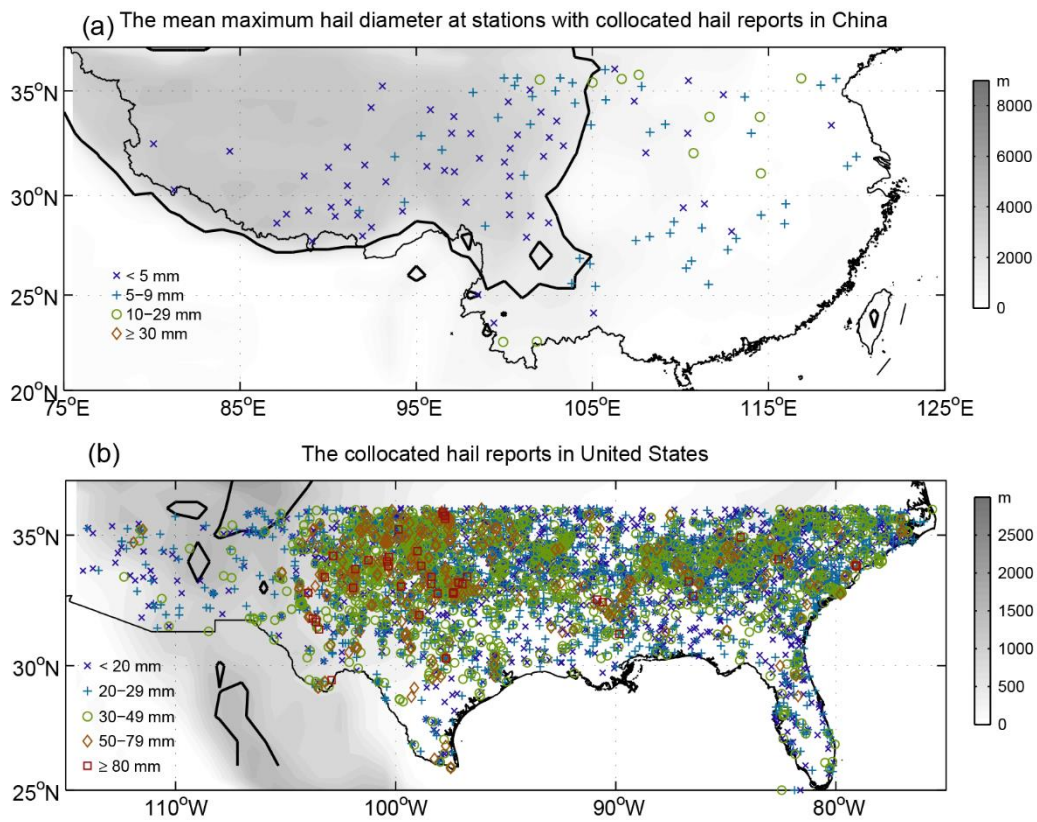 (a) The mean maximum hail diameter at stations with collocated hail reports in China
35°N
30°N
25°N
20°N
75°E 85°E 95°E 105°E 115°E 125°E
× < 5 mm
+ 5−9 mm
○ 10−29 mm
◇ ≥ 30 mm
m
8000
6000
4000
2000
0
(b) The collocated hail reports in United States
35°N
30°N
25°N
110°W 100°W 90°W 80°W
× < 20 mm
+ 20−29 mm
○ 30−49 mm
◇ 50−79 mm
□ ≥ 80 mm
m
3000
2500
2000
1500
1000
500
0